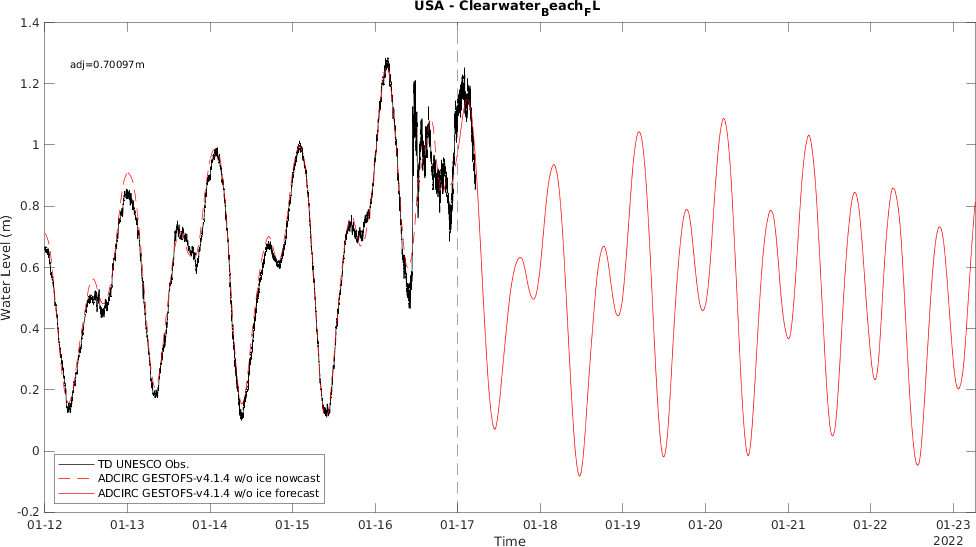 USA - Clearwater_Beach_FL
1.4
1.2
1
0.8
0.6
0.4
0.2
0
-0.2
Water Level (m)
adj=0.70097m
TD UNESCO Obs.
ADCIRC GESTOFS-v4.1.4 w/o ice nowcast
ADCIRC GESTOFS-v4.1.4 w/o ice forecast
01-12 01-13 01-14 01-15 01-16 01-17 01-18 01-19 01-20 01-21 01-22 01-23
Time
2022